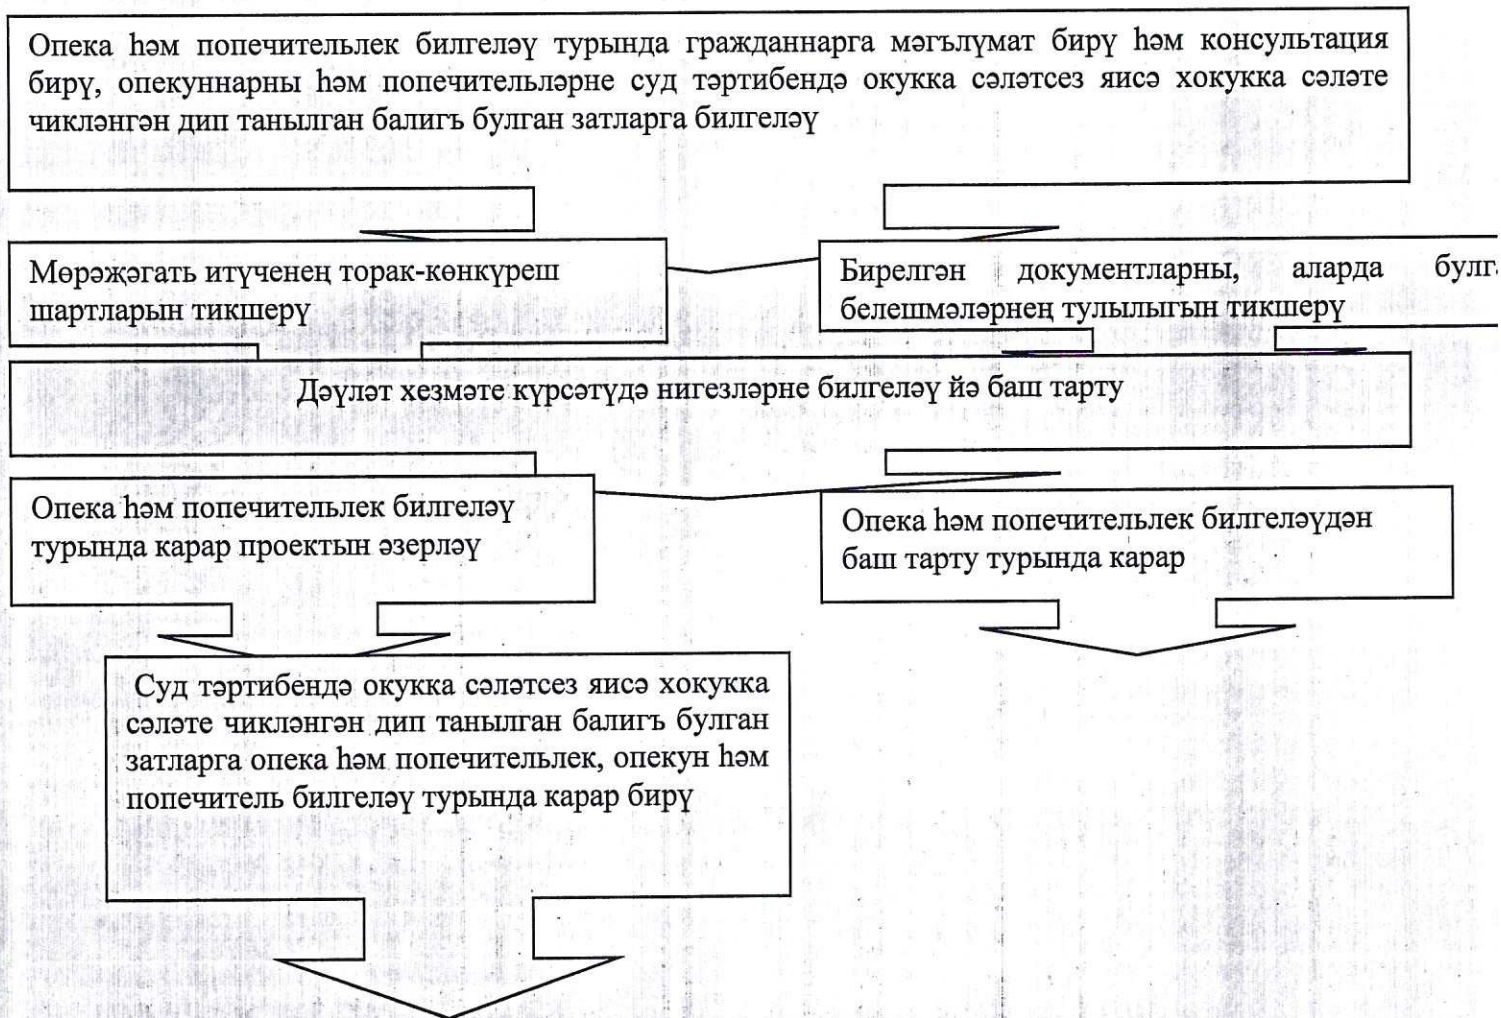 Опека һәм попечительлек билгеләү турында гражданнарга мәгълүмат бирү һәм консультация
бирү, опекуннарны һәм попечительләрне суд тәртибендә окукка сәләтсез яисә хокукка сәләте
чикләнгән дип танылган балигъ булган затларга билгеләү
Мөрәҗәгать итүченең торак-көнкүреш
шартларын тикшерү
Бирелгән документларны, аларда
белешмәләрнең тулылыгын тикшерү
Дәүләт хезмәте күрсәтүдә нигезләрне билгеләү йә баш тарту
Опека һәм попечительлек билгеләү
турында карар проектын әзерләү
Опека һәм попечительлек билгеләүдән
баш тарту турында карар
Суд тәртибендә окукка сәләтсез яисә хокукка
сәләте чикләнгән дип танылган балигъ булган
затларга опека һәм попечительлек, опекун һәм
попечитель билгеләү турында карар бирү